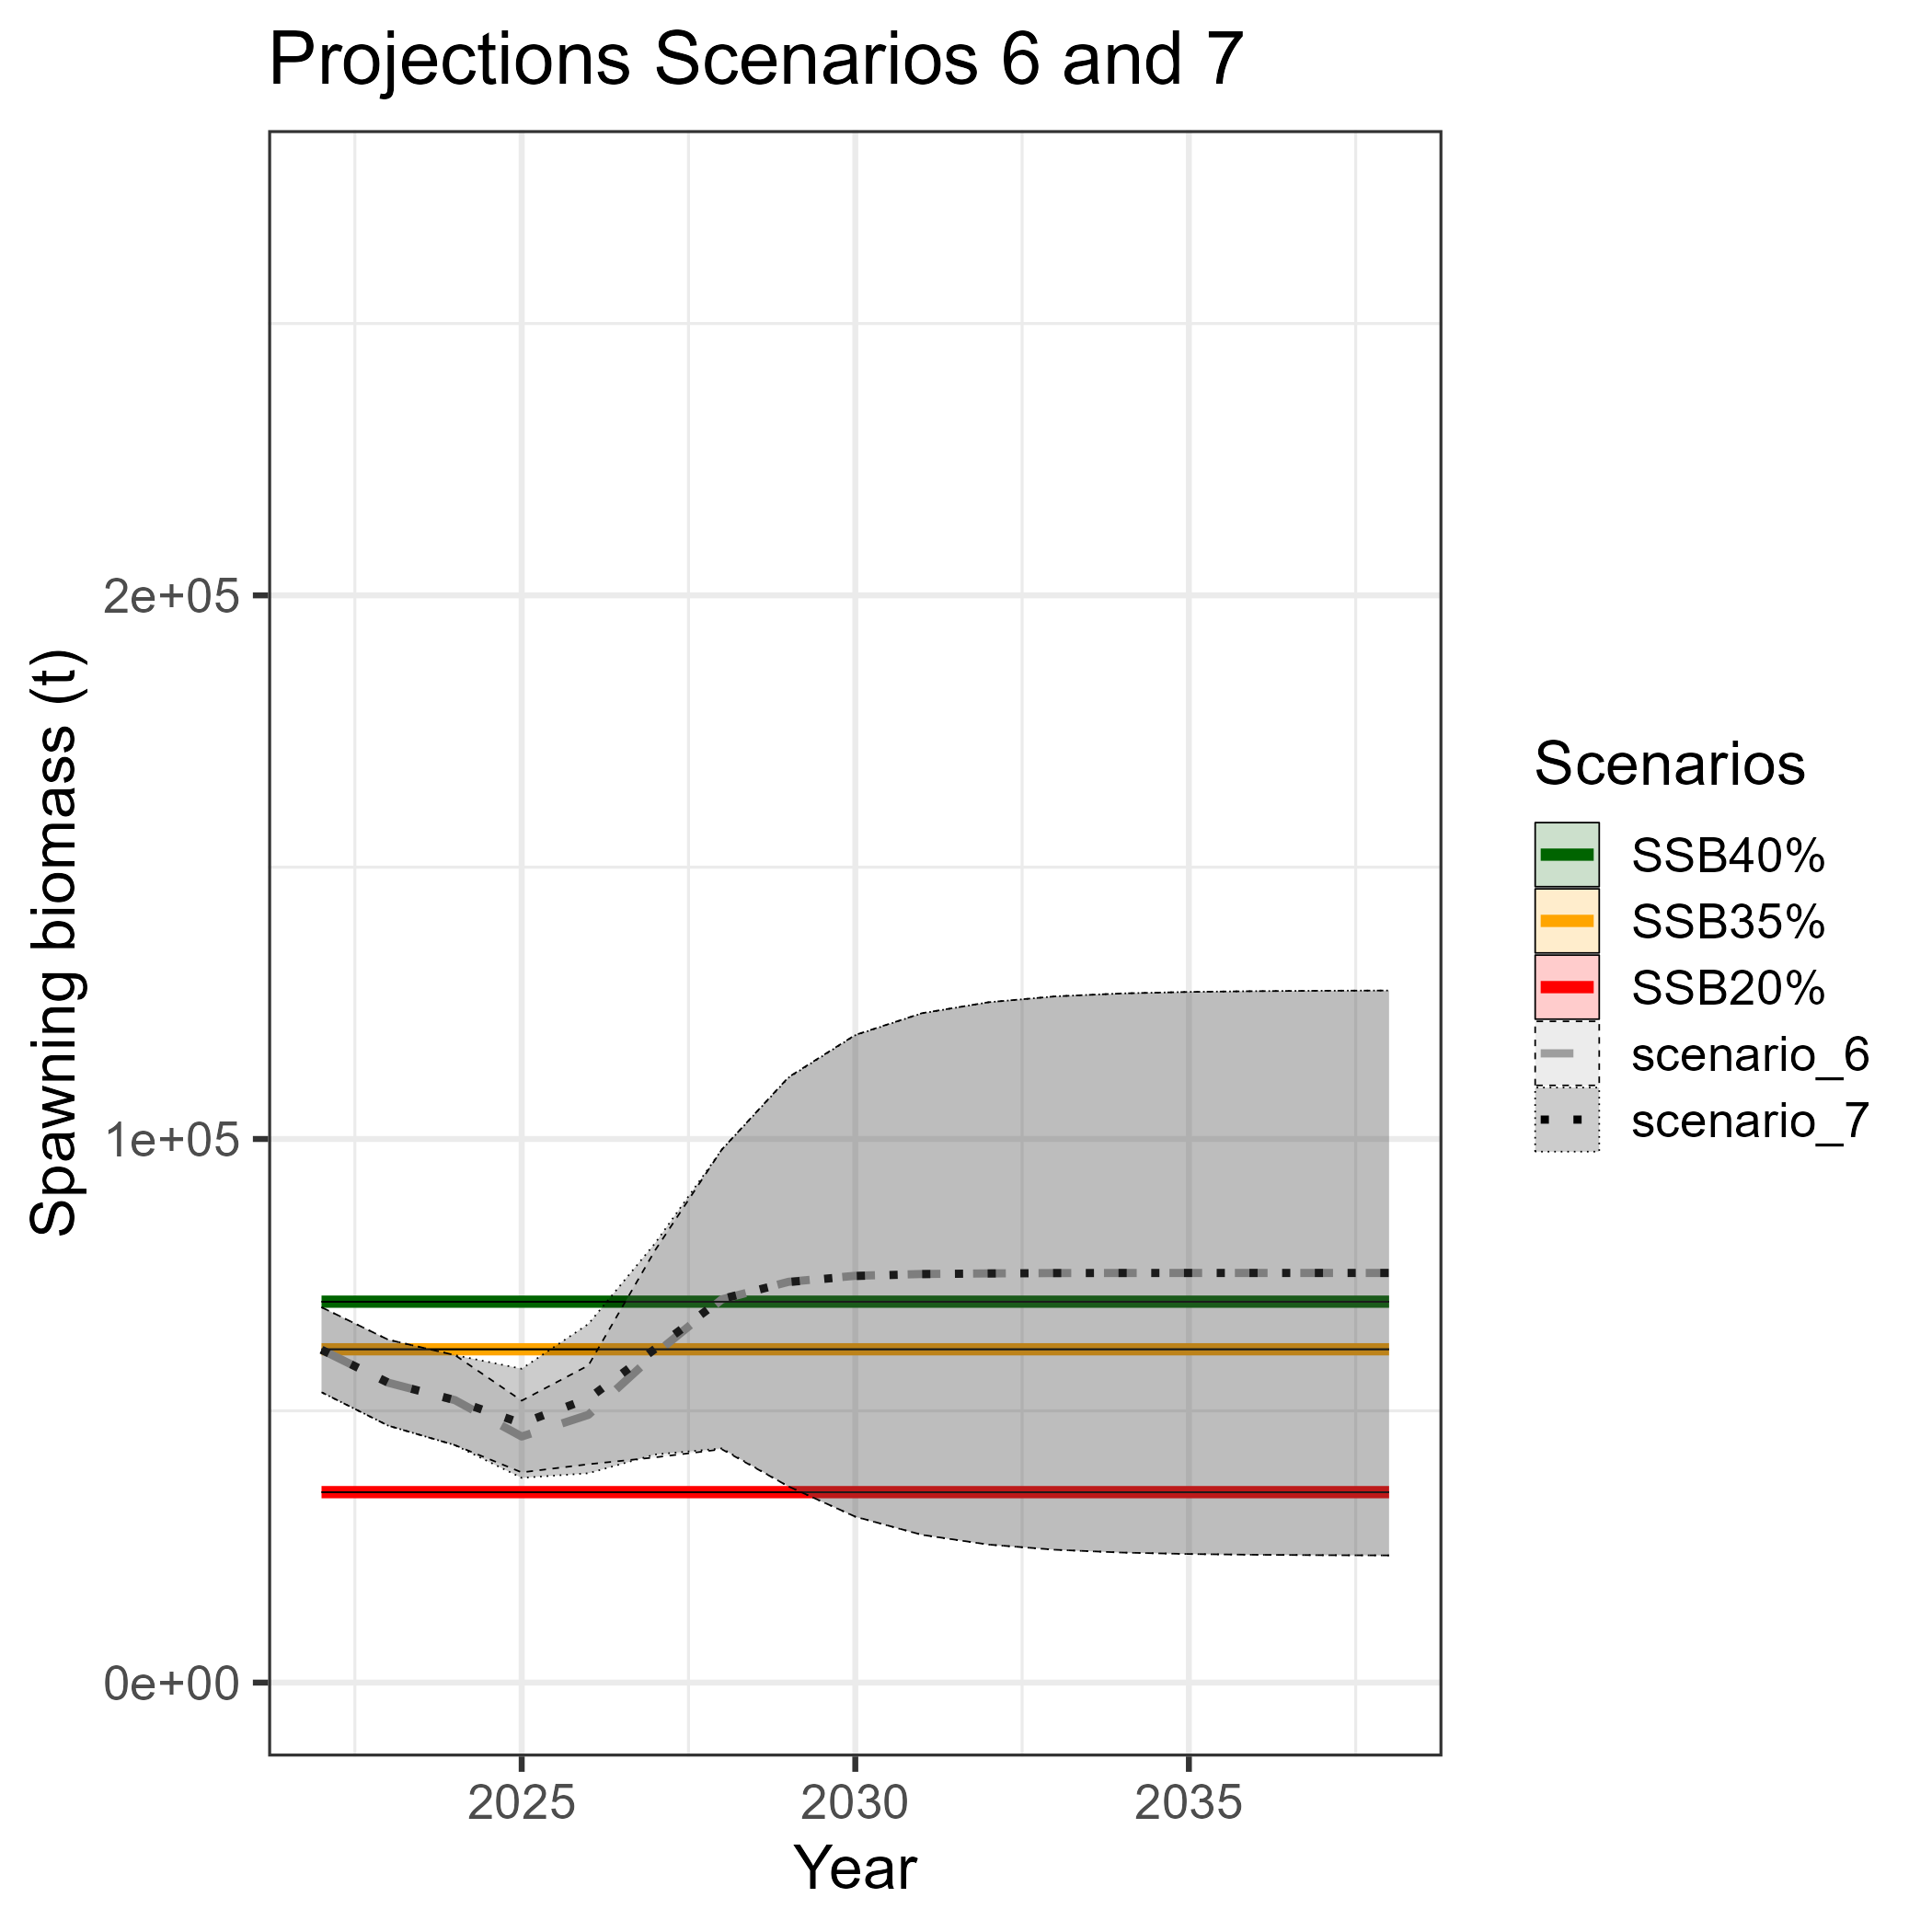 Projections Scenarios 6 and 7
2e+05
1e+05
0e+00
Spawning biomass (t)
2025
2030
2035
Year
Scenarios
SSB40%
SSB35%
SSB20%
scenario_6
scenario_7